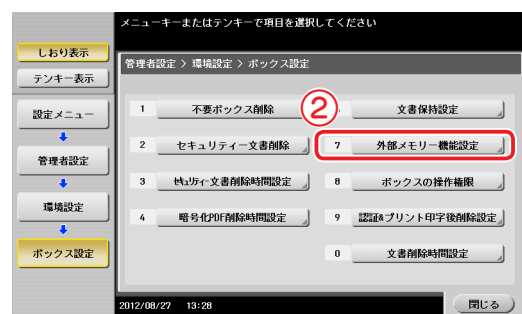 メニューキーまたはテンキーで項目を選択してください
しおり表示
テンキー表示
設定メニュー
管理者設定
環境設定
ボックス設定
管理者設定 > 環境設定 > ボックス設定
1 不要ボックス削除
2 セキュリティー文書削除
3 ｾｷｭﾘﾃｨｰ文書削除時間設定
4 暗号化PDF削除時間設定
②
文書保持設定
7 外部メモリー機能設定
8 ボックスの操作権限
9 認証&プリント印字後削除設定
0 文書削除時間設定
2012/08/27 13:28
閉じる